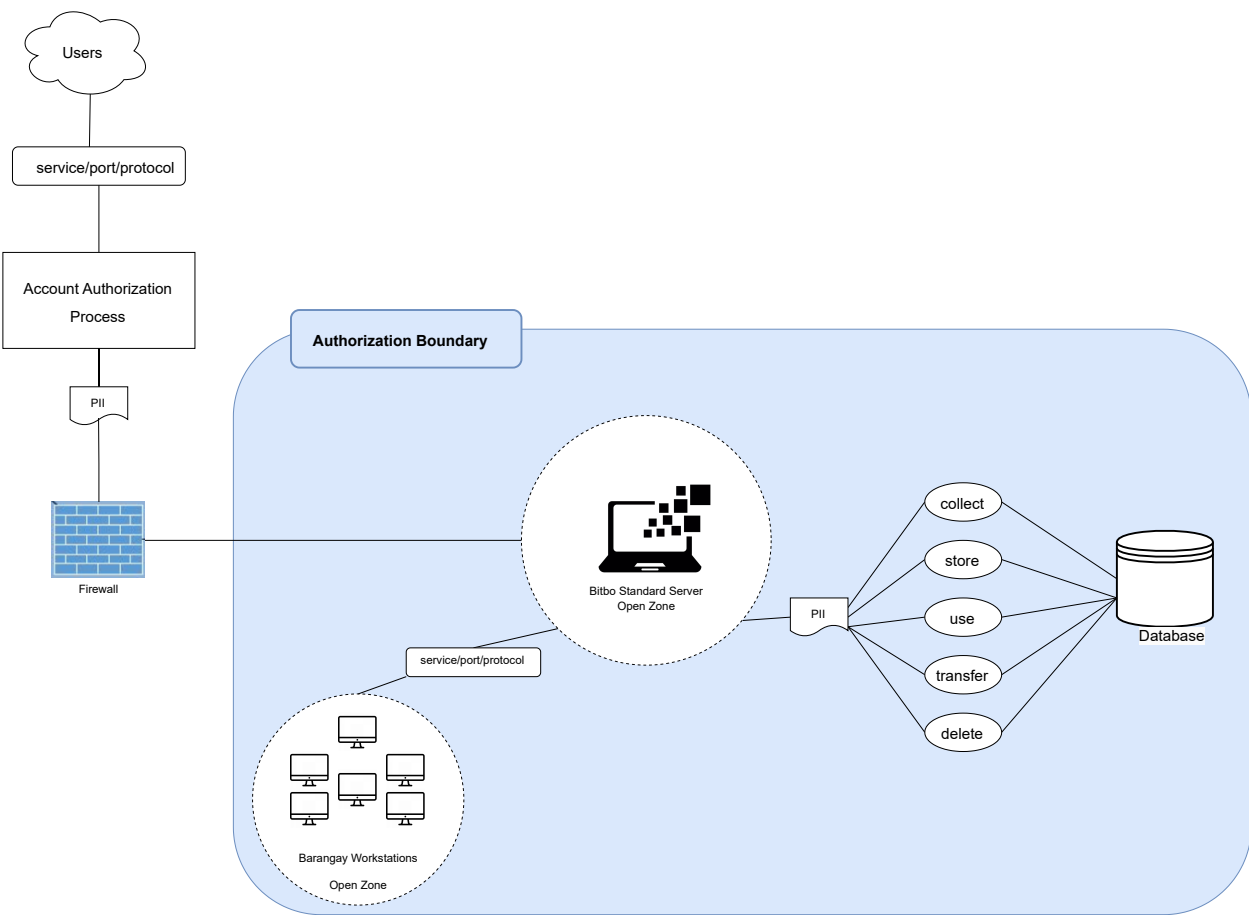 Users
service/port/protocol
Account Authorization
Process
PII
Firewall
Authorization Boundary
Bitbo Standard Server
Open Zone
service/port/protocol
Barangay Workstations
Open Zone
PII
collect
store
use
transfer
delete
Database